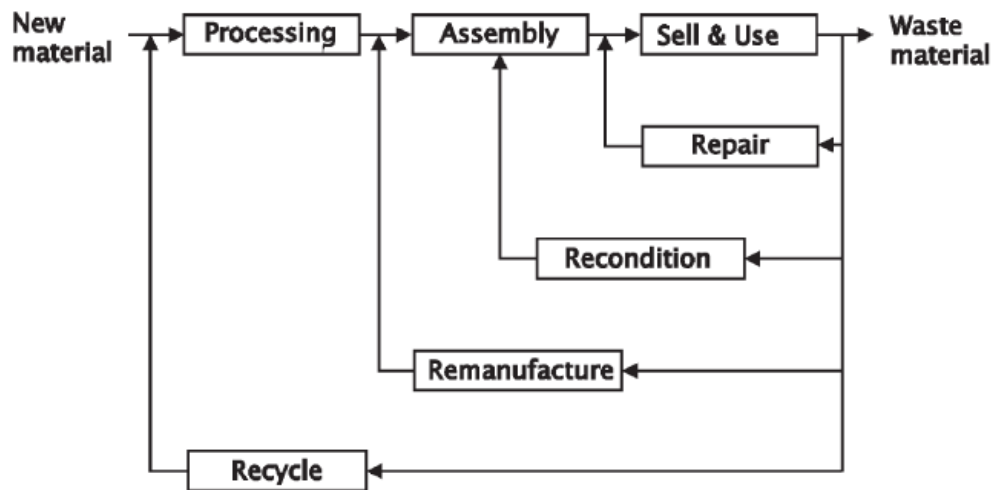 New
material
Processing
Assembly
Sell & Use
Waste
material
Repair
Recondition
Remanufacture
Recycle